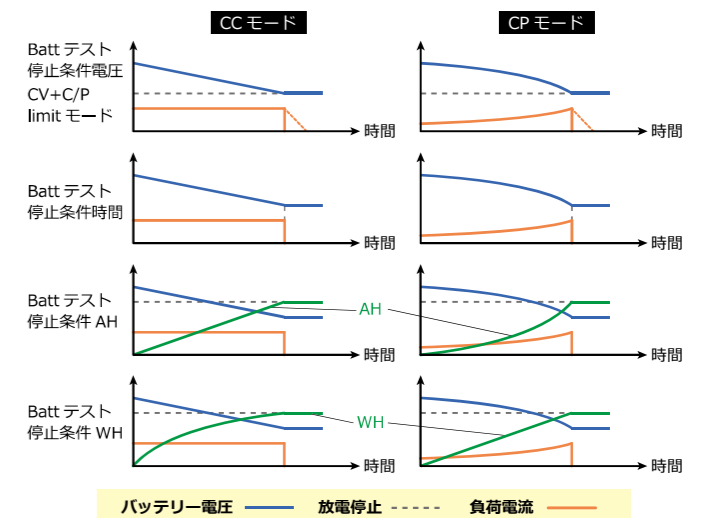 CC モード
CP モード
Batt テスト
停止条件電圧
CV+C/P
limit モード
時間
時間
Batt テスト
停止条件時間
時間
時間
Batt テスト
停止条件 AH
AH
時間
時間
Batt テスト
停止条件 WH
WH
時間
時間
バッテリー電圧
放電停止
負荷電流